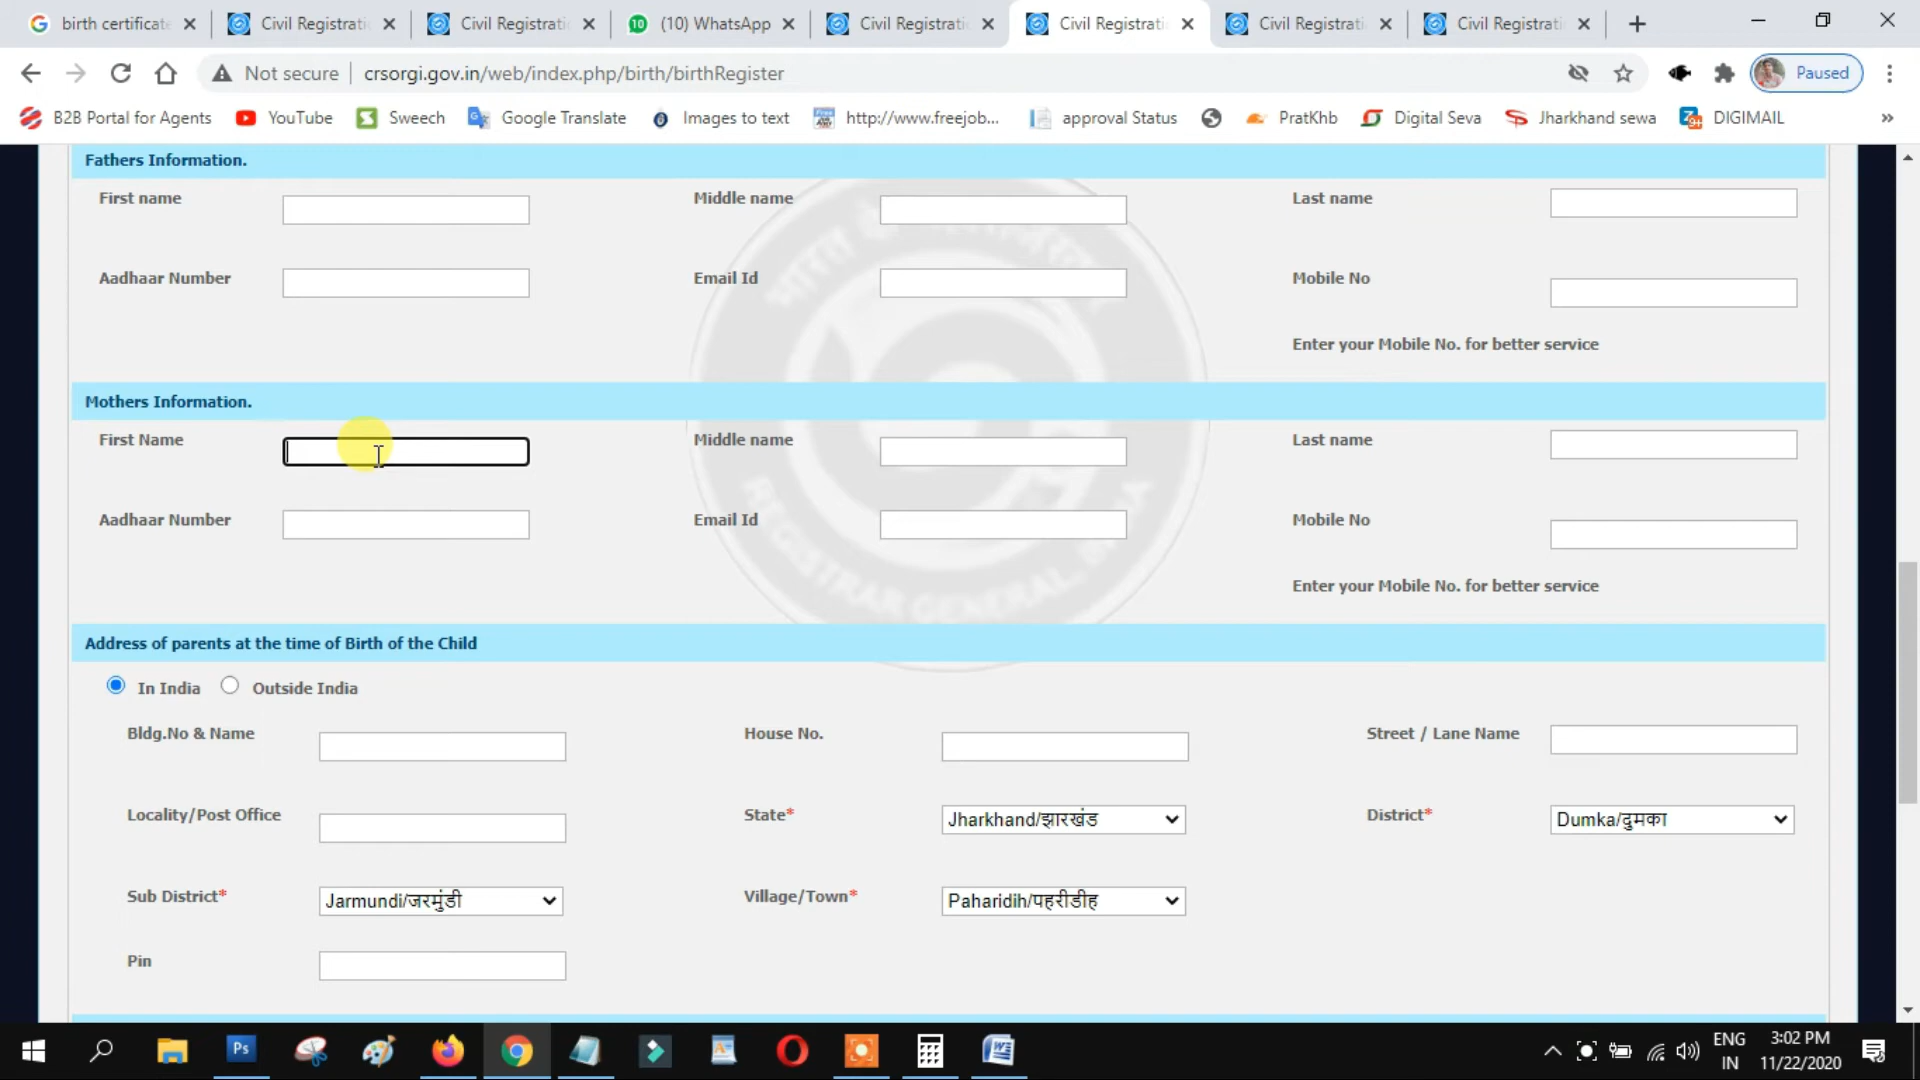 birth certificate
Civil Registrati
Civil Registrati
(10) WhatsApp
Civil Registrati
Civil Registrati
Civil Registrati
Civil Registrati
Not secure
crsorgi.gov.in/web/index.php/birth/birthRegister
Paused
B2B Portal for Agents
YouTube
Sweech
Google Translate
Images to text
http://www.freejob...
approval Status
PratKhb
Digital Seva
Jharkhand sewa
DIGIMAIL
»
Fathers Information.
First name
Middle name
Last name
Aadhaar Number
Email Id
Mobile No
Enter your Mobile No. for better service
Mothers Information.
First Name
Middle name
Last name
Aadhaar Number
Email Id
Mobile No
Enter your Mobile No. for better service
REGISTRAR GENERAL, INDIA
Address of parents at the time of Birth of the Child
In India
Outside India
Bldg.No & Name
House No.
Street / Lane Name
Locality/Post Office
State*
Jharkhand/झारखंड
District*
Dumka/दुमका
Sub District*
Jarmundi/जरमुंडी
Village/Town*
Paharidih/पहरीडीह
Pin
Ps
ENG
IN
3:02 PM
11/22/2020